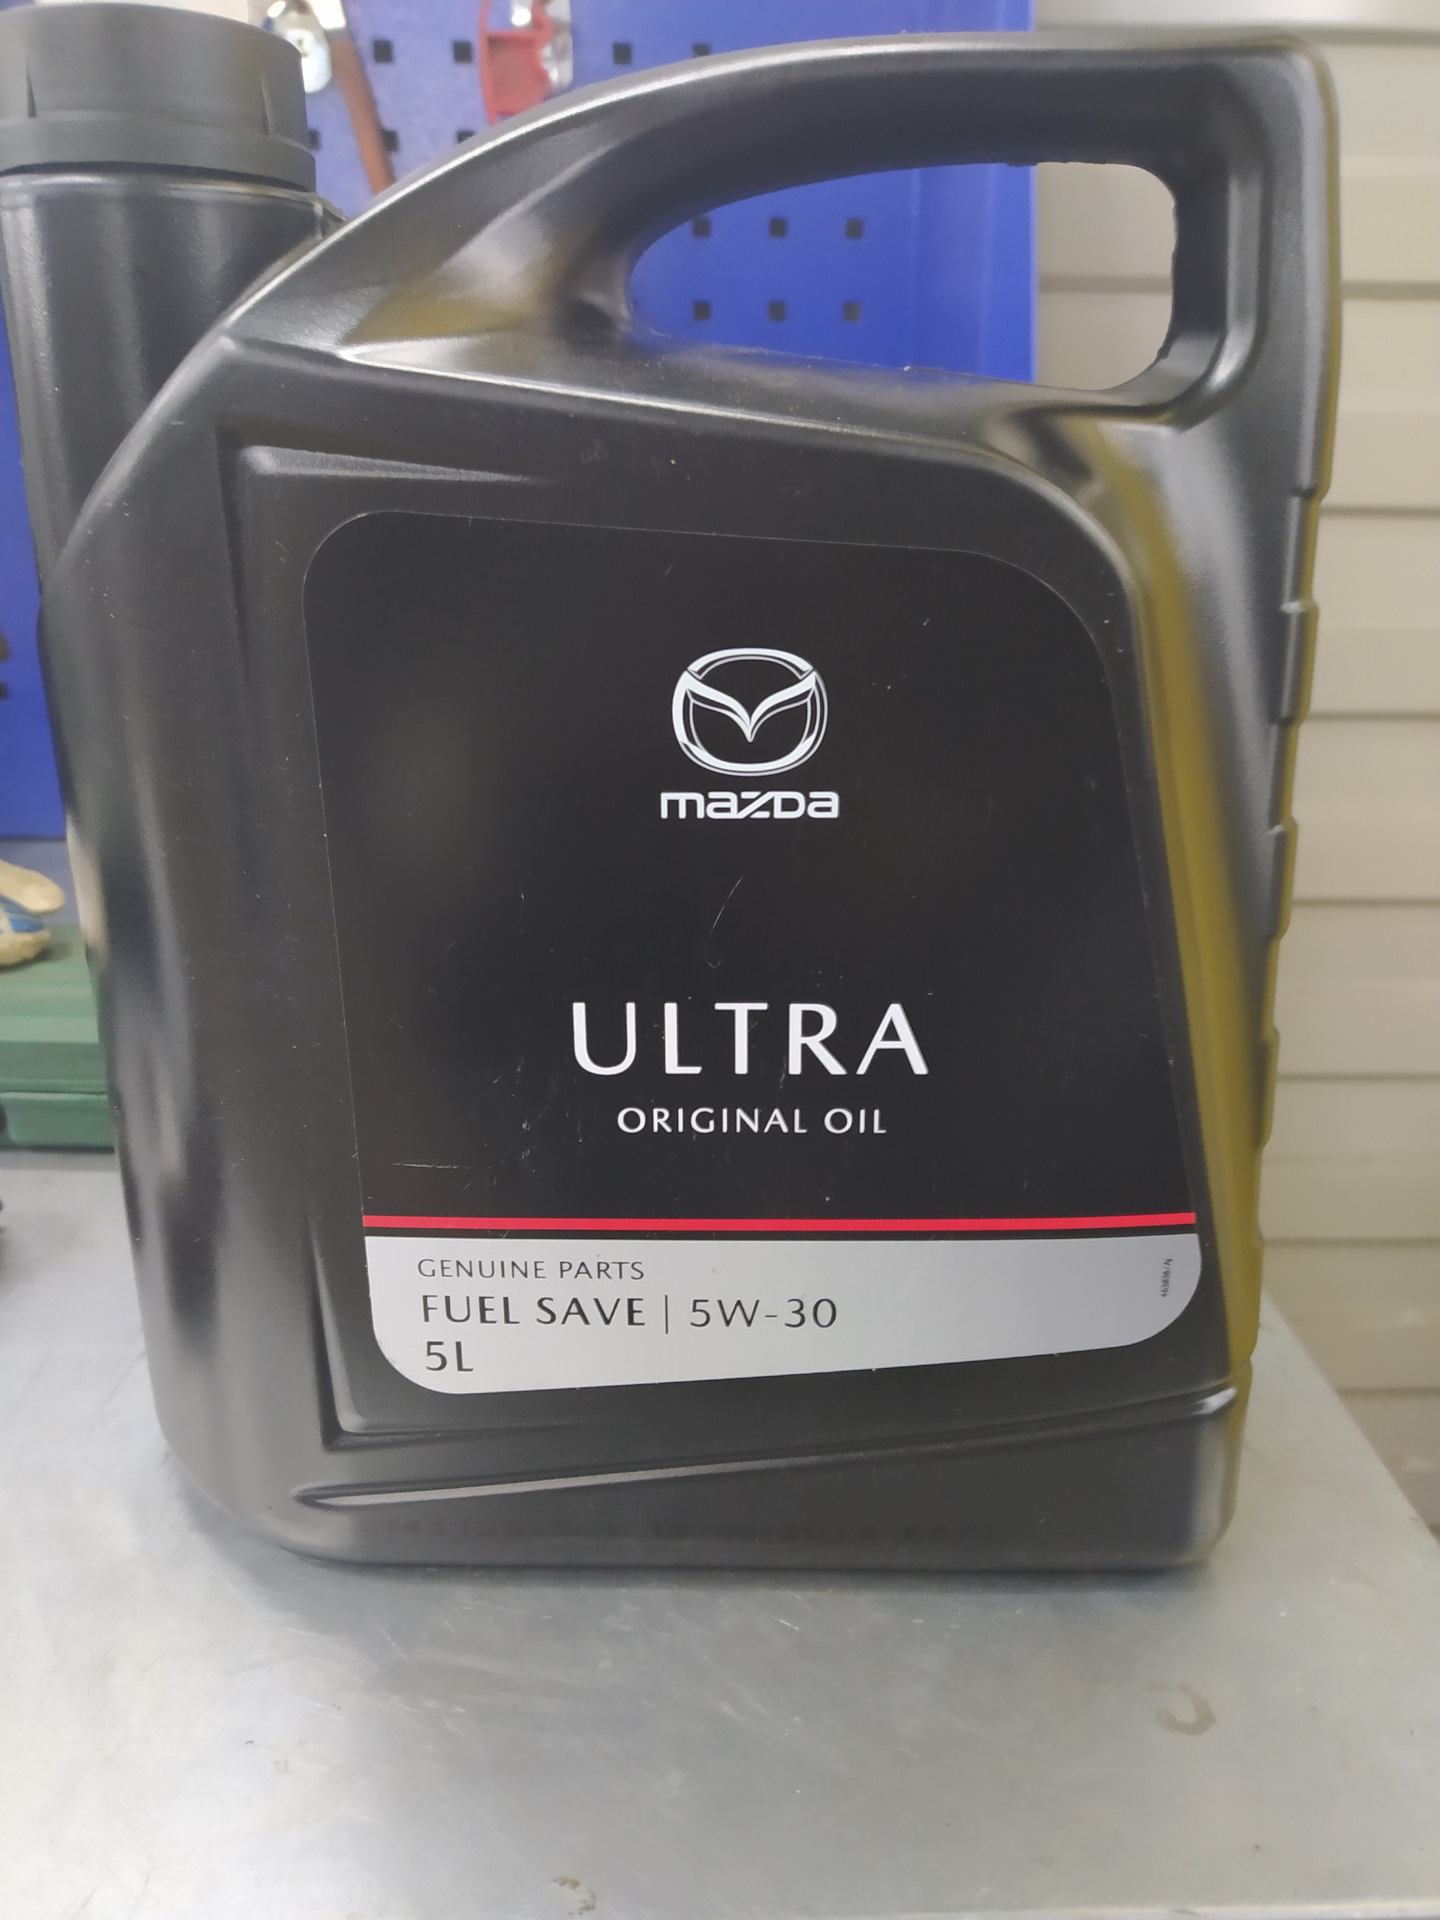 mazDa
ULTRA
ORIGINAL OIL
GENUINE PARTS
FUEL SAVE | 5W-30
5L